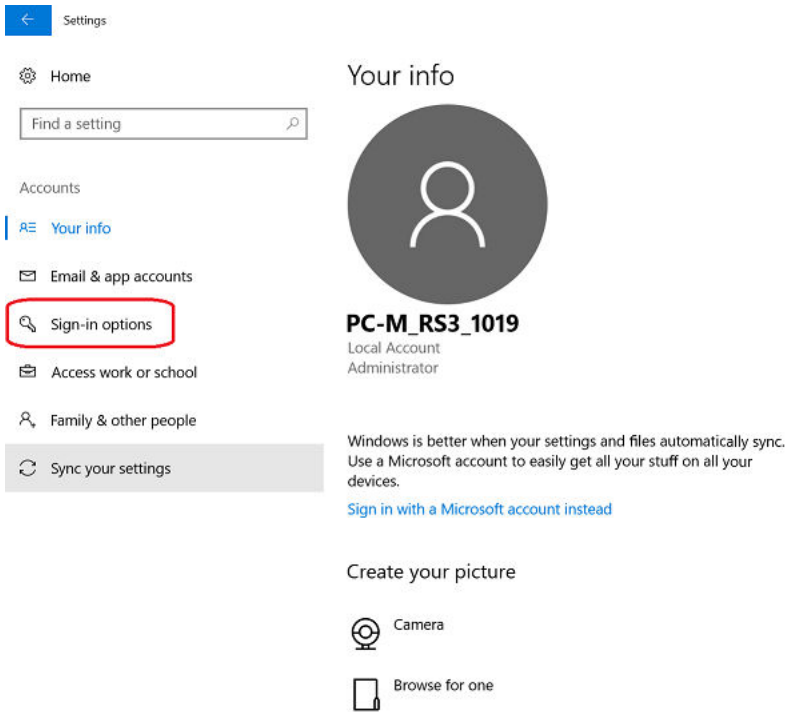 Settings
Home
Find a setting
Accounts
Your info
Email & app accounts
Sign-in options
Access work or school
Family & other people
Sync your settings
Your info
PC-M_RS3_1019
Local Account
Administrator
Windows is better when your settings and files automatically sync.
Use a Microsoft account to easily get all your stuff on all your
devices.
Sign in with a Microsoft account instead
Create your picture
Camera
Browse for one